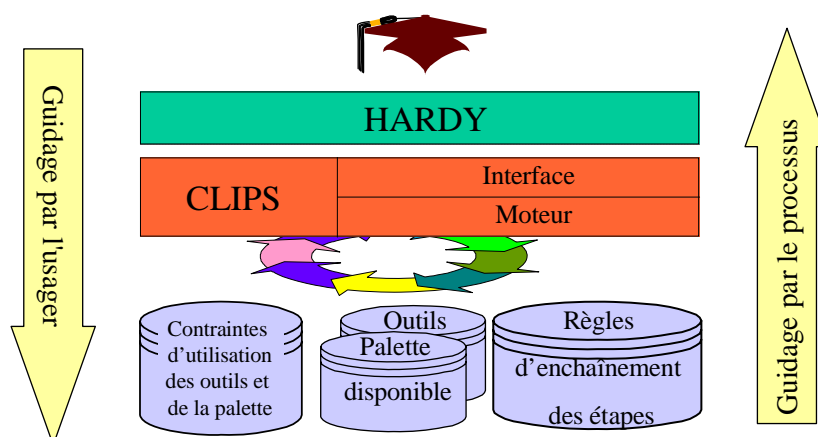 Guidage par l'usager
HARDY
CLIPS
Interface
Moteur
Contraintes
d’utilisation
des outils et
de la palette
Outils
Palette
disponible
Règles
d’enchaînement
des étapes
Guidage par le processus